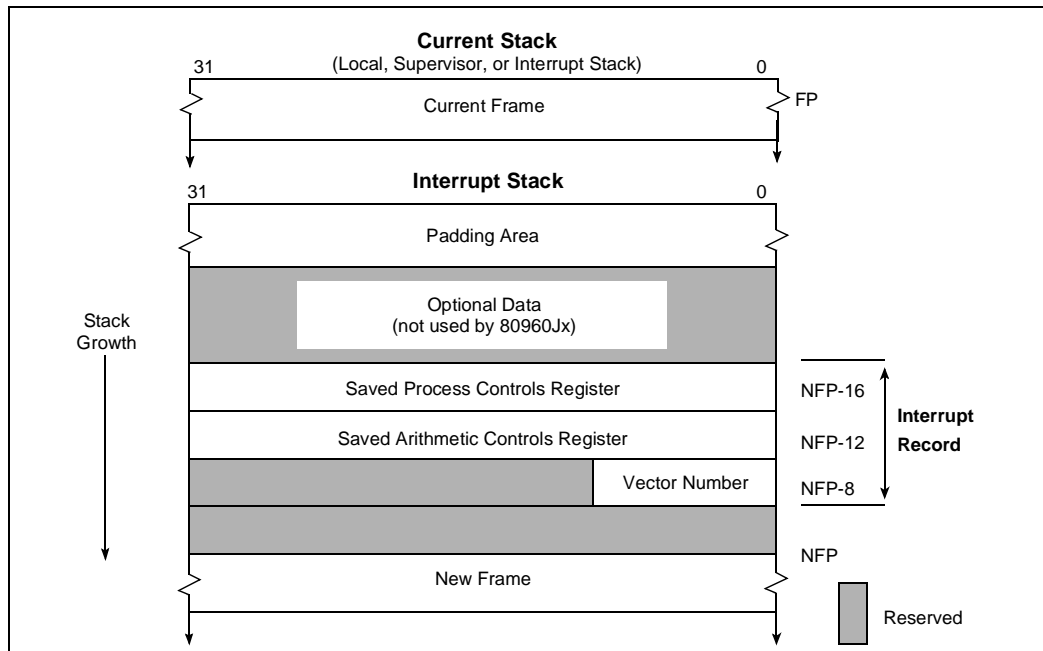 Current Stack
(Local, Supervisor, or Interrupt Stack)
31
0
Current Frame
FP
Interrupt Stack
31
0
Padding Area
Optional Data
(not used by 80960Jx)
Stack
Growth
Saved Process Controls Register
NFP-16
Interrupt
Record
Saved Arithmetic Controls Register
NFP-12
Vector Number
NFP-8
NFP
New Frame
Reserved